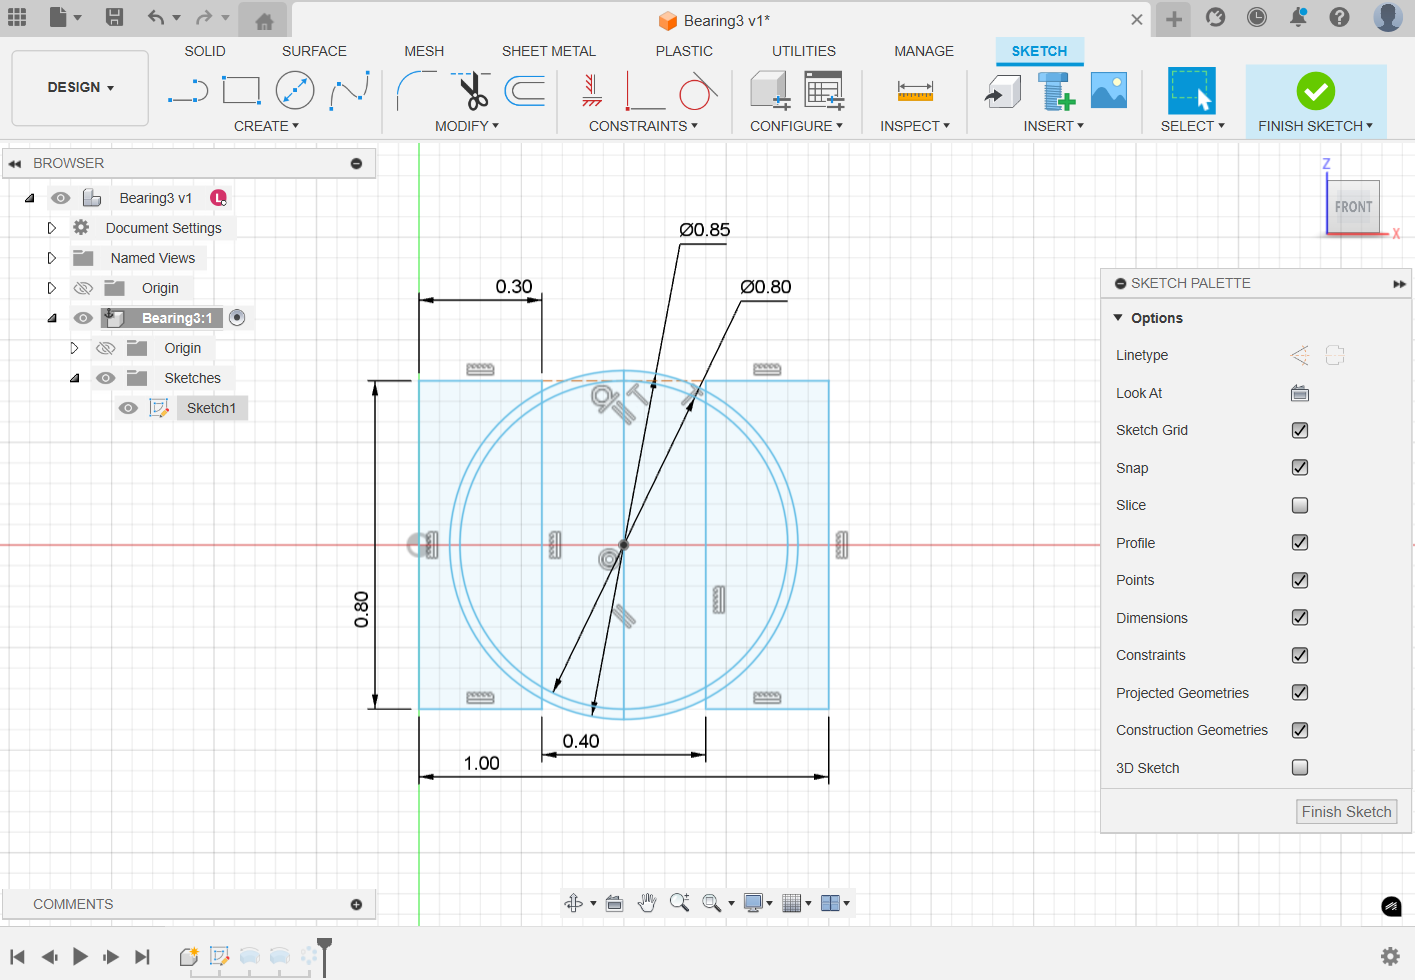 Bearing3 v1*
SOLID SURFACE MESH SHEET METAL PLASTIC UTILITIES MANAGE SKETCH
DESIGN
CREATE MODIFY CONSTRAINTS CONFIGURE INSPECT INSERT SELECT FINISH SKETCH
BROWSER
Bearing3 v1 L
Document Settings
Named Views
Origin
Bearing3:1
Origin
Sketches
Sketch1
Z
FRONT
X
Ø0.85
0.30
Ø0.80
0.80
0.40
1.00
SKETCH PALETTE
Options
Linetype
Look At
Sketch Grid
Snap
Slice
Profile
Points
Dimensions
Constraints
Projected Geometries
Construction Geometries
3D Sketch
Finish Sketch
COMMENTS